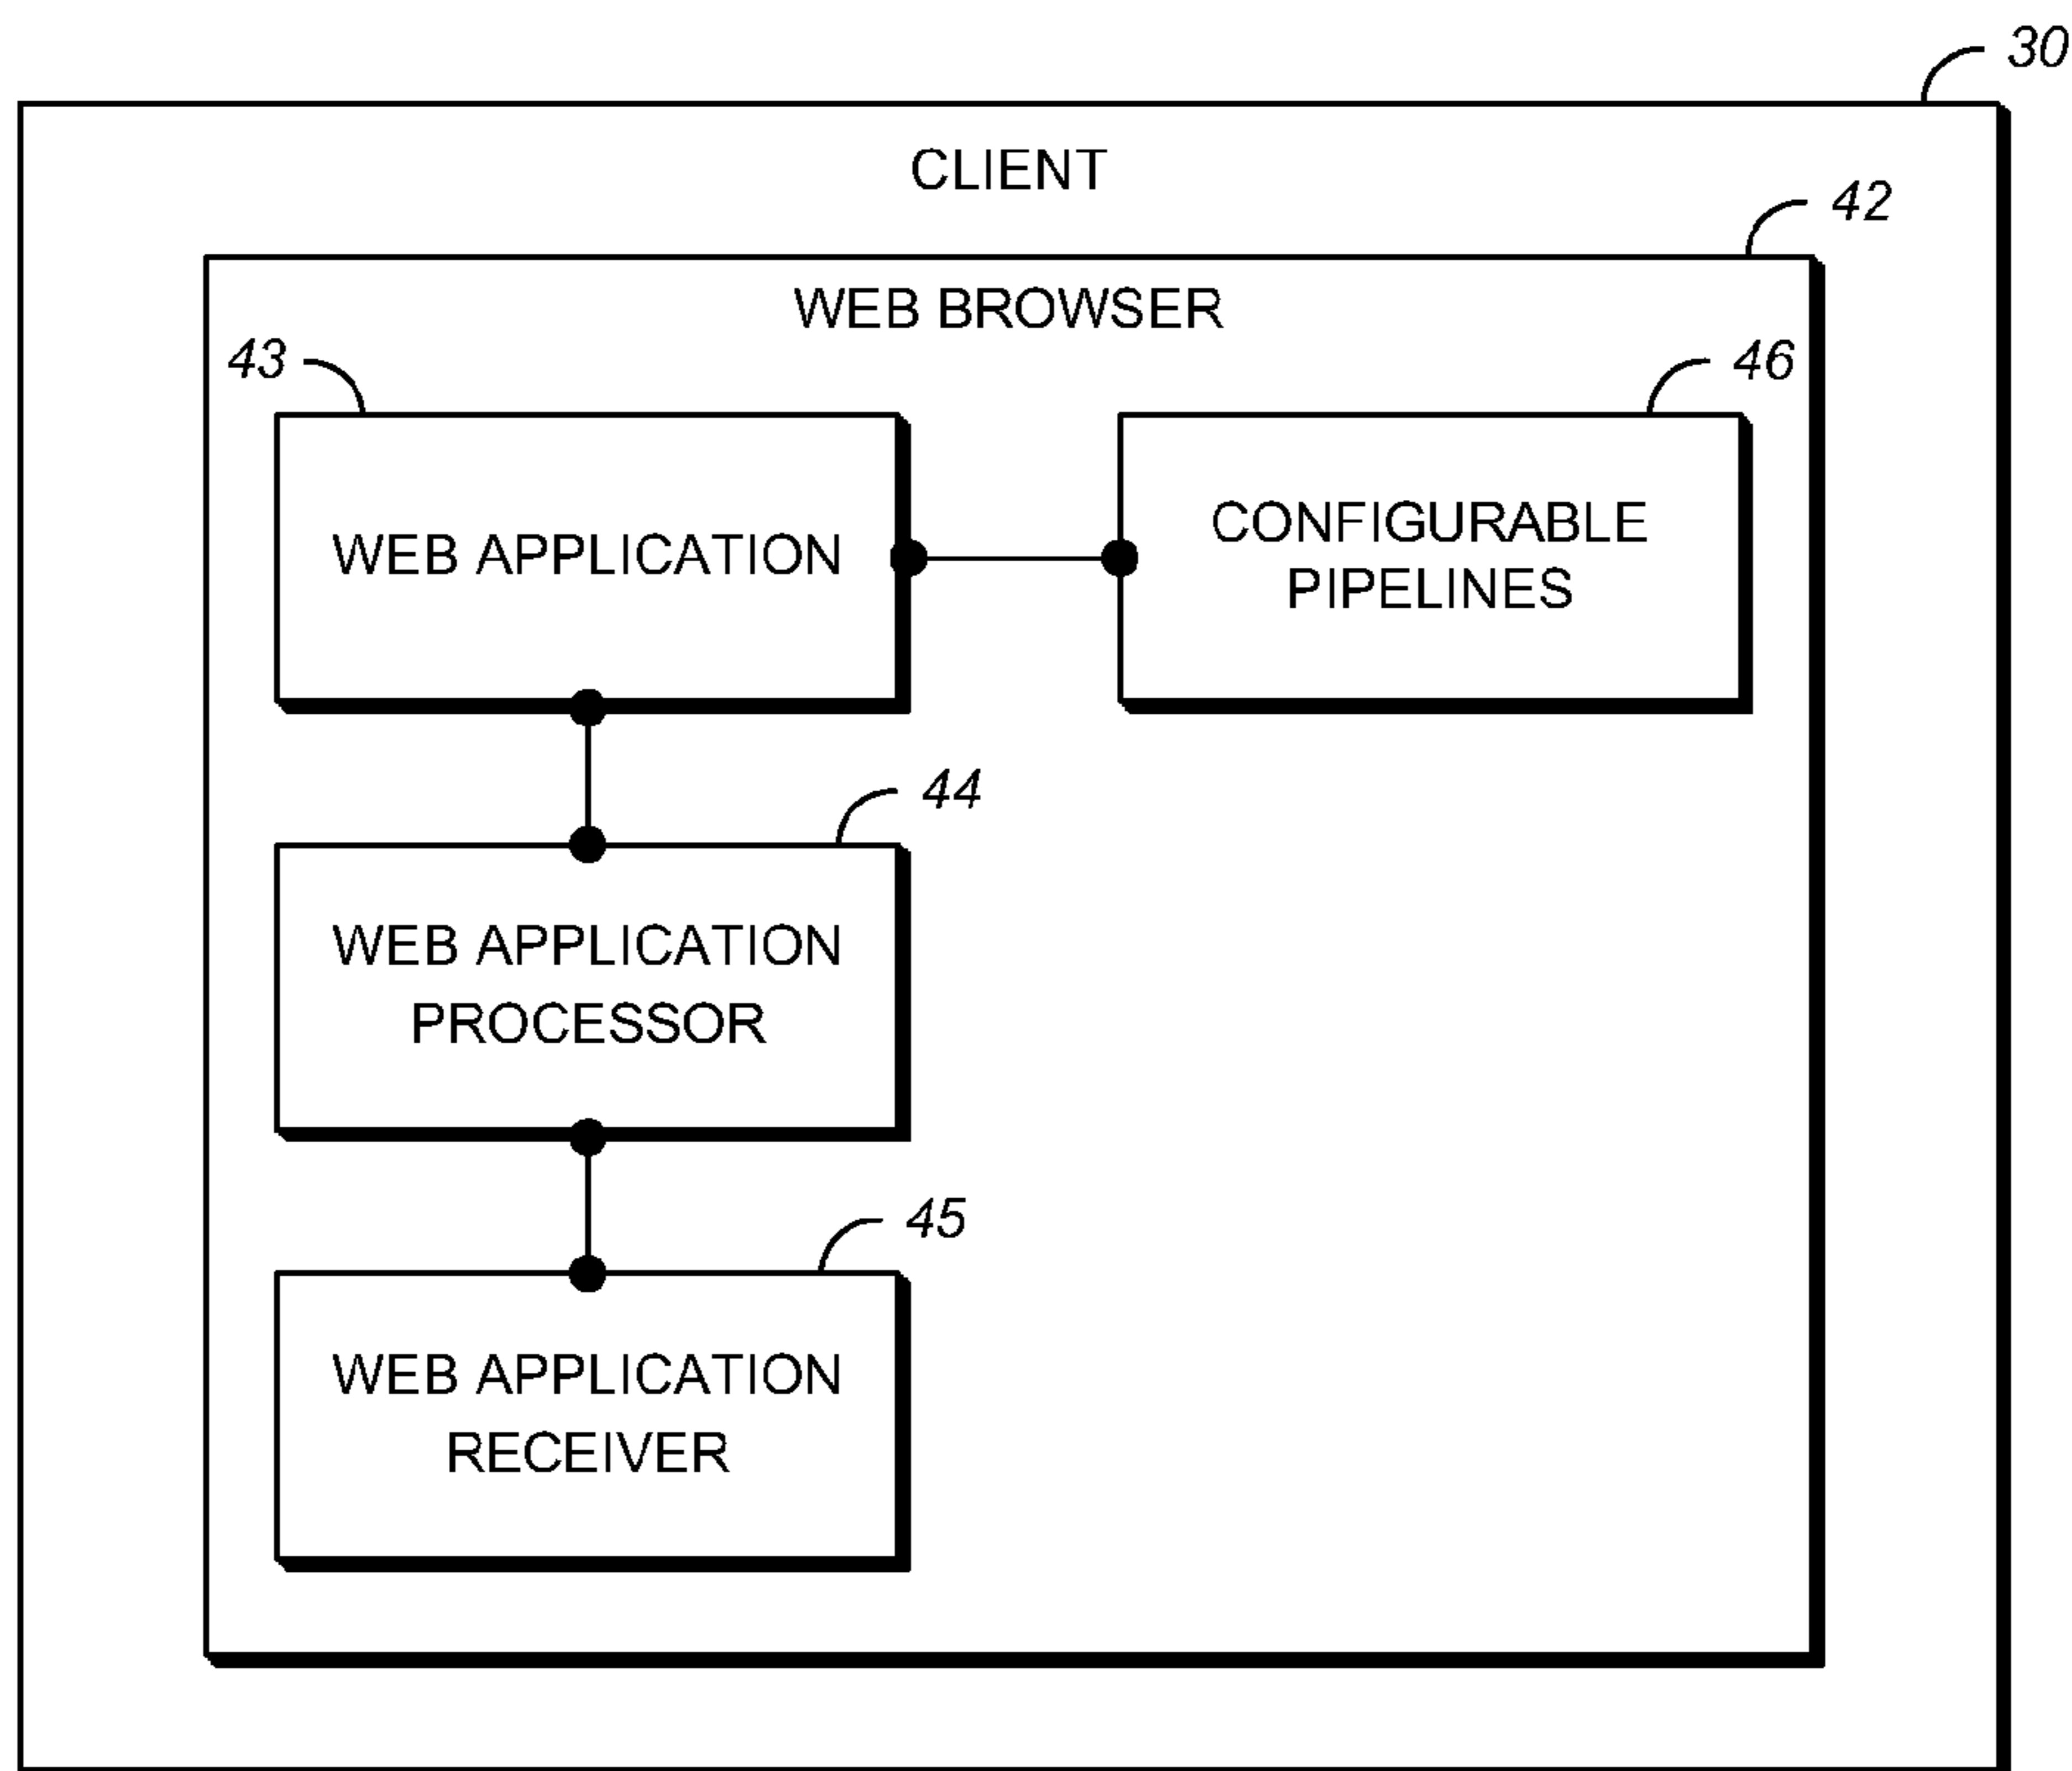 30
CLIENT
42
WEB BROWSER
43
46
WEB APPLICATION
CONFIGURABLE
PIPELINES
44
WEB APPLICATION
PROCESSOR
45
WEB APPLICATION
RECEIVER